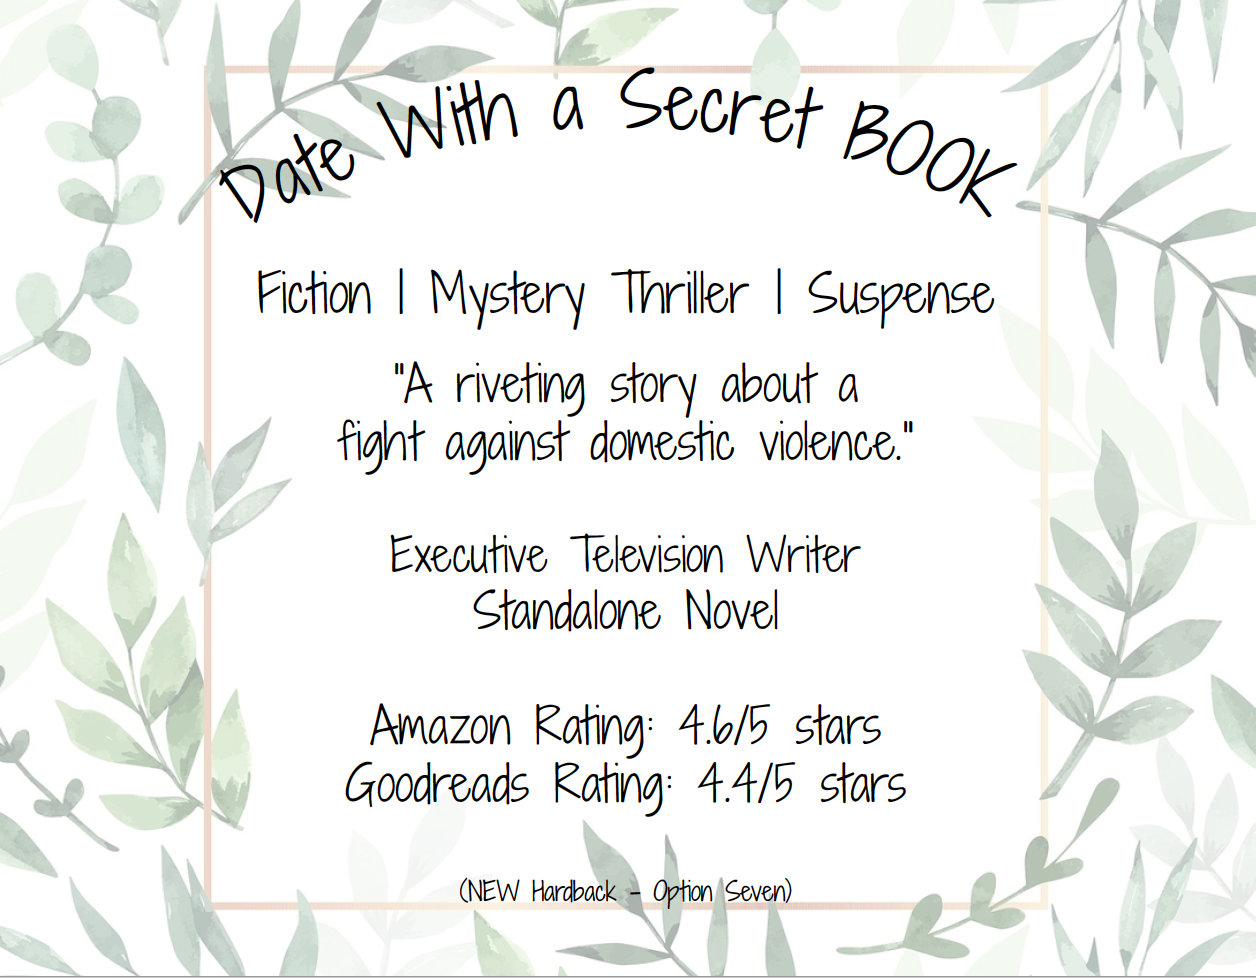 Date With a Secret BOOK
Fiction | Mystery Thriller | Suspense
"A riveting story about a
fight against domestic violence."
Executive Television Writer
Standalone Novel
Amazon Rating: 4.6/5 stars
Goodreads Rating: 4.4/5 stars
(NEW Hardback - Option Seven)